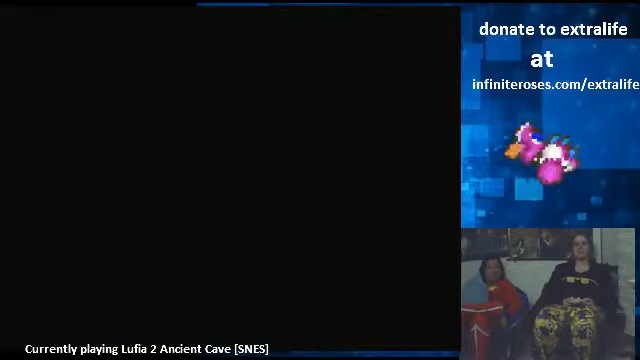 donate to extralife
at
infiniteroses.com/extralife
Currently playing Lufia 2 Ancient Cave [SNES]